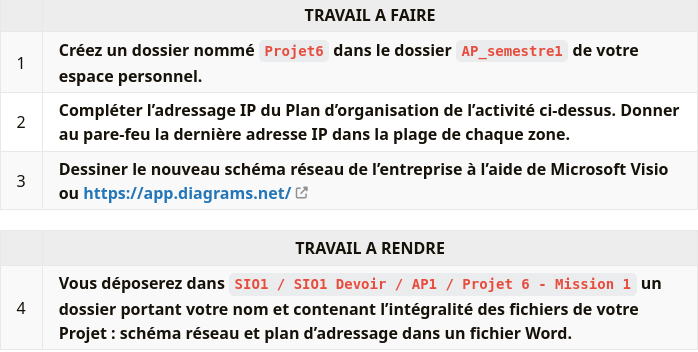 TRAVAIL A FAIRE
1 Créez un dossier nommé Projet6 dans le dossier AP_semestre1 de votre
espace personnel.
2 Compléter l’adressage IP du Plan d’organisation de l’activité ci-dessus. Donner
au pare-feu la dernière adresse IP dans la plage de chaque zone.
3 Dessiner le nouveau schéma réseau de l’entreprise à l’aide de Microsoft Visio
ou https://app.diagrams.net/
TRAVAIL A RENDRE
4 Vous déposerez dans SIO1 / SIO1 Devoir / AP1 / Projet 6 - Mission 1 un
dossier portant votre nom et contenant l’intégralité des fichiers de votre
Projet : schéma réseau et plan d’adressage dans un fichier Word.